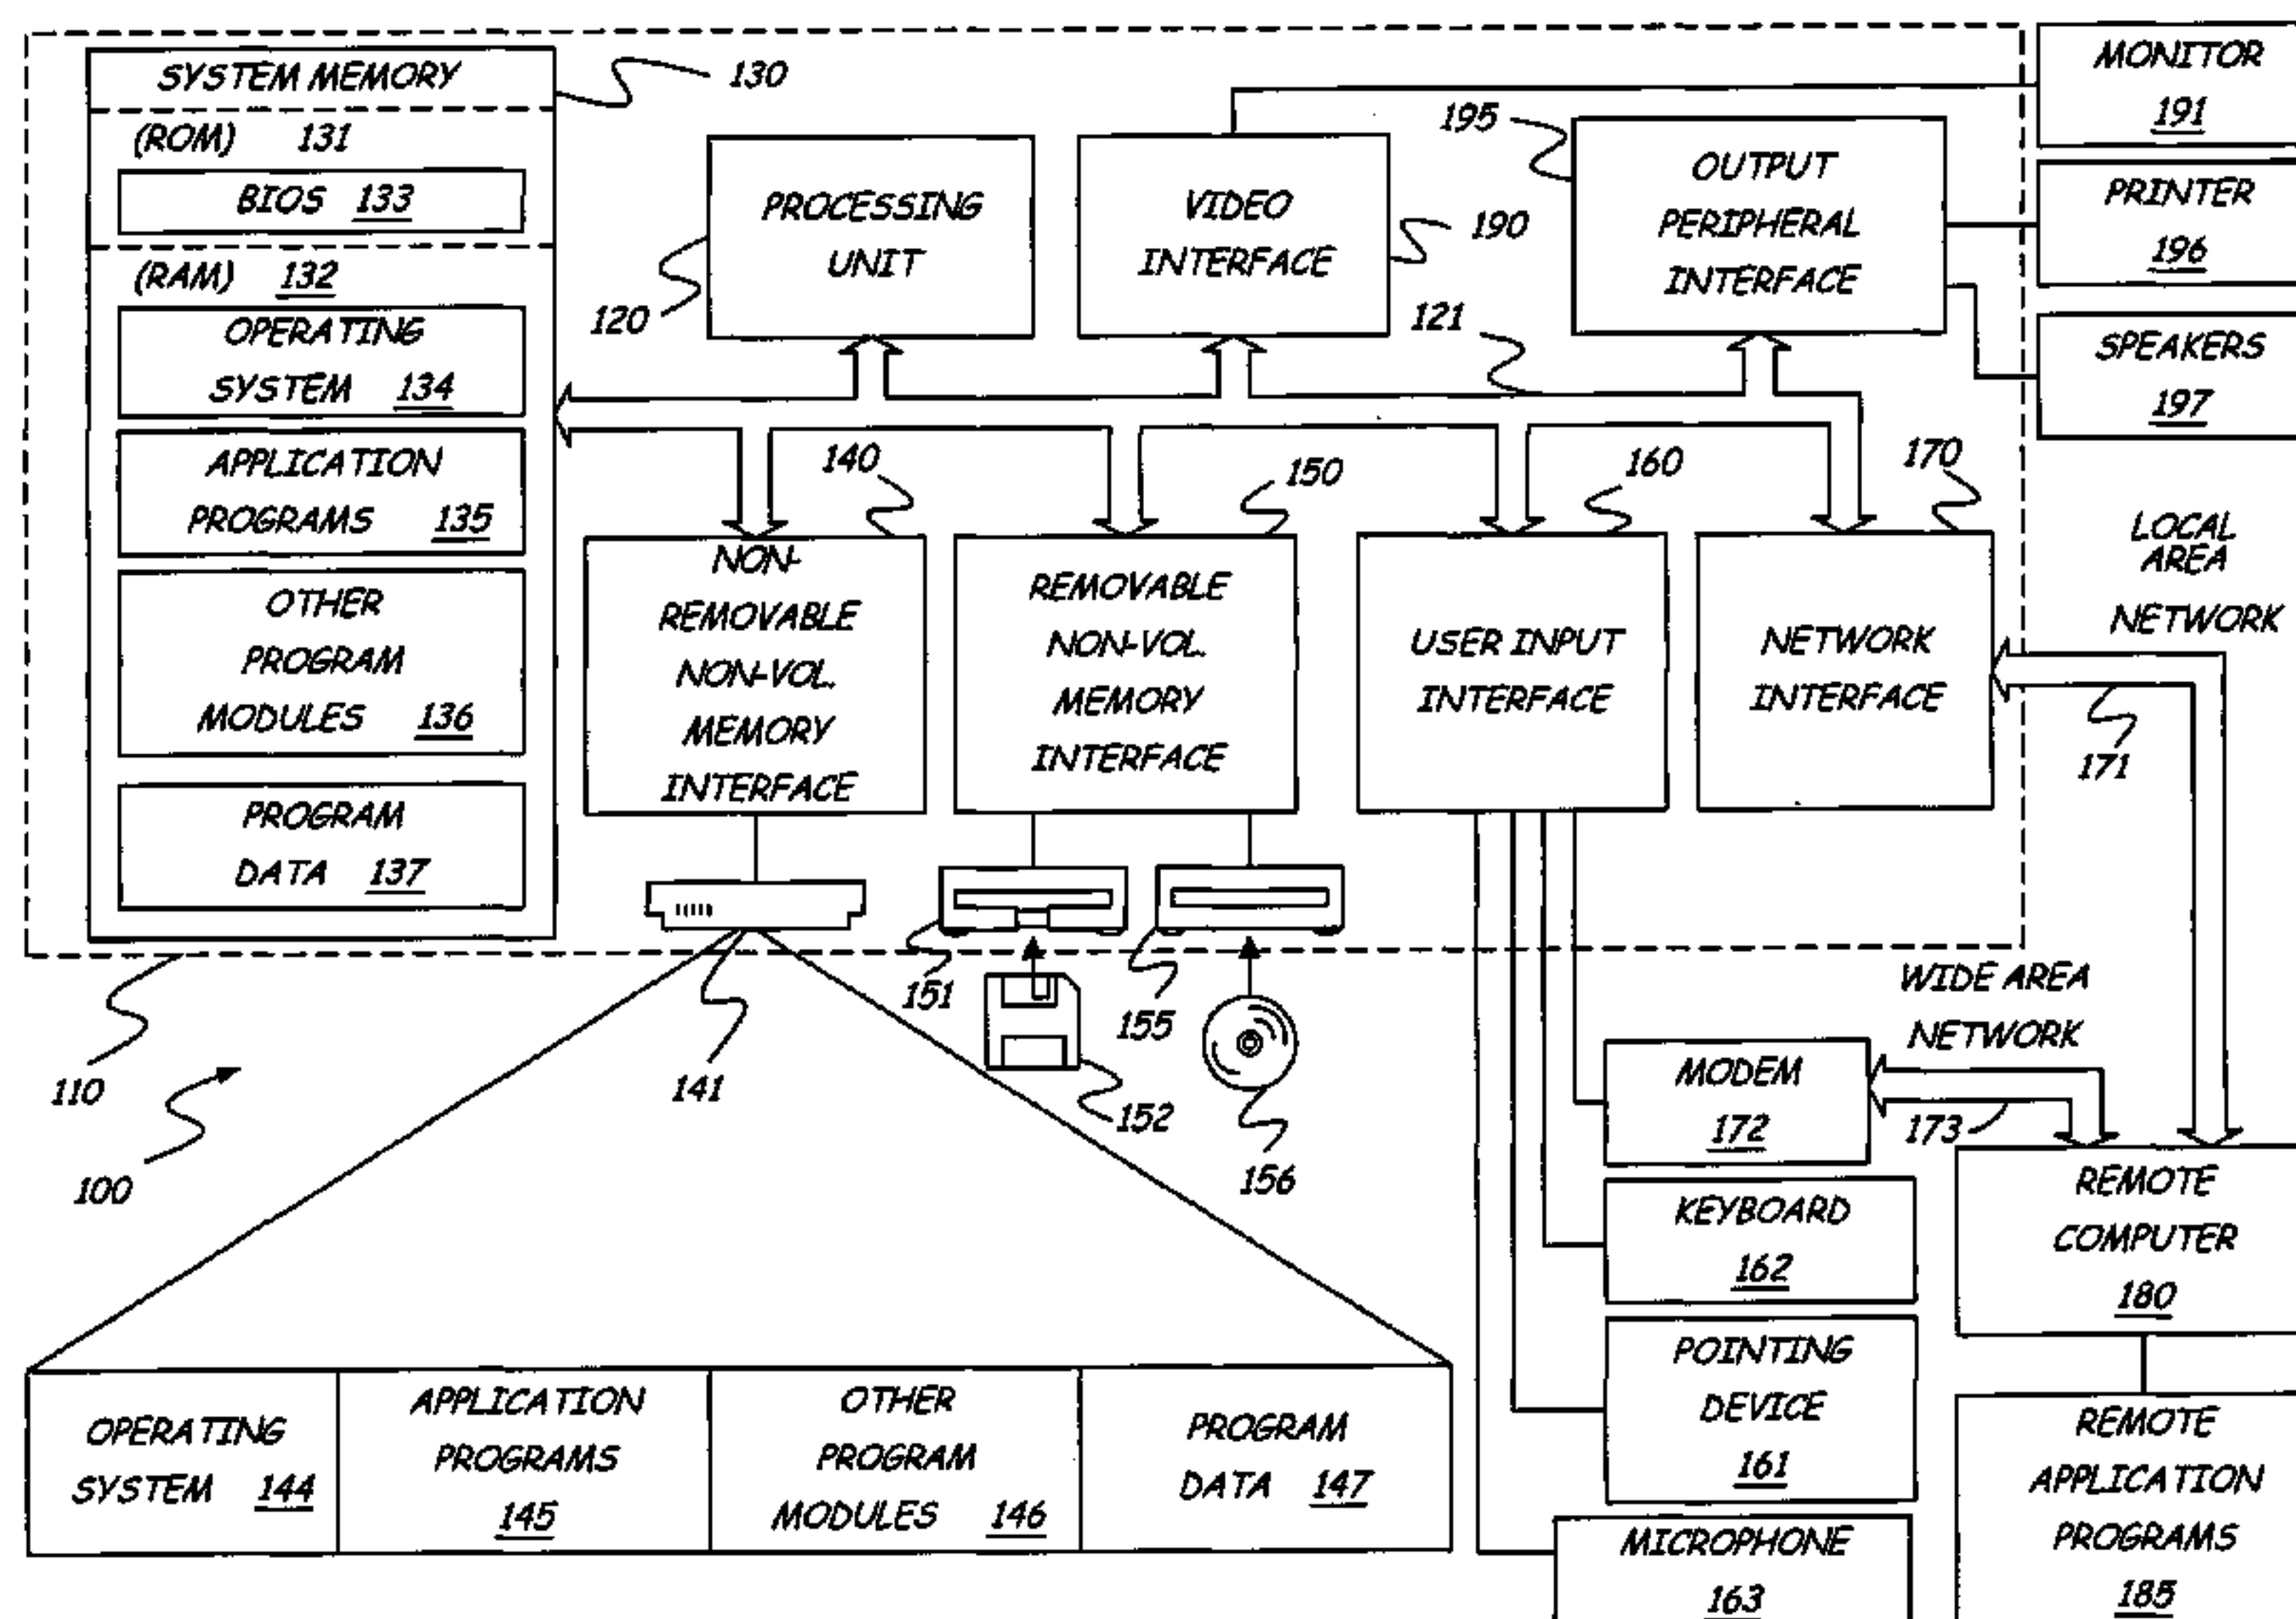 SYSTEM MEMORY
130
(ROM) 131
BIOS 133
(RAM) 132
OPERATING
SYSTEM 134
APPLICATION
PROGRAMS 135
OTHER
PROGRAM
MODULES 136
PROGRAM
DATA 137
PROCESSING
UNIT
120
VIDEO
INTERFACE
190
195
OUTPUT
PERIPHERAL
INTERFACE
121
MONITOR
191
PRINTER
196
SPEAKERS
197
140
NON-
REMOVABLE
NON-VOL.
MEMORY
INTERFACE
150
REMOVABLE
NON-VOL.
MEMORY
INTERFACE
160
USER INPUT
INTERFACE
170
NETWORK
INTERFACE
LOCAL
AREA
NETWORK
171
110
100
141
151
152
155
156
WIDE AREA
NETWORK
173
MODEM
172
KEYBOARD
162
POINTING
DEVICE
161
MICROPHONE
163
REMOTE
COMPUTER
180
REMOTE
APPLICATION
PROGRAMS
185
OPERATING
SYSTEM 144
APPLICATION
PROGRAMS
145
OTHER
PROGRAM
MODULES 146
PROGRAM
DATA 147